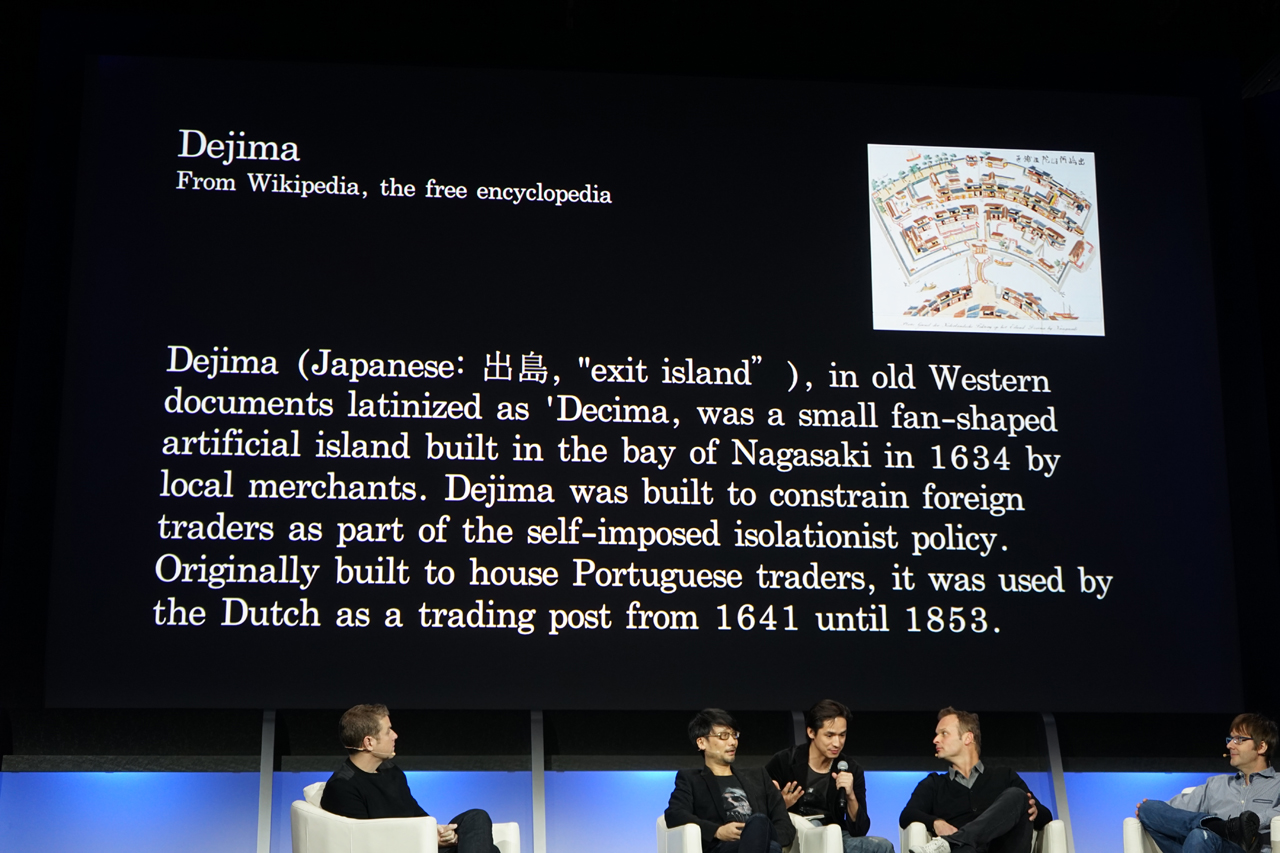 Dejima
From Wikipedia, the free encyclopedia
Dejima (Japanese: 出島, "exit island” ), in old Western
documents latinized as 'Decima, was a small fan-shaped
artificial island built in the bay of Nagasaki in 1634 by
local merchants. Dejima was built to constrain foreign
traders as part of the self-imposed isolationist policy.
Originally built to house Portuguese traders, it was used by
the Dutch as a trading post from 1641 until 1853.